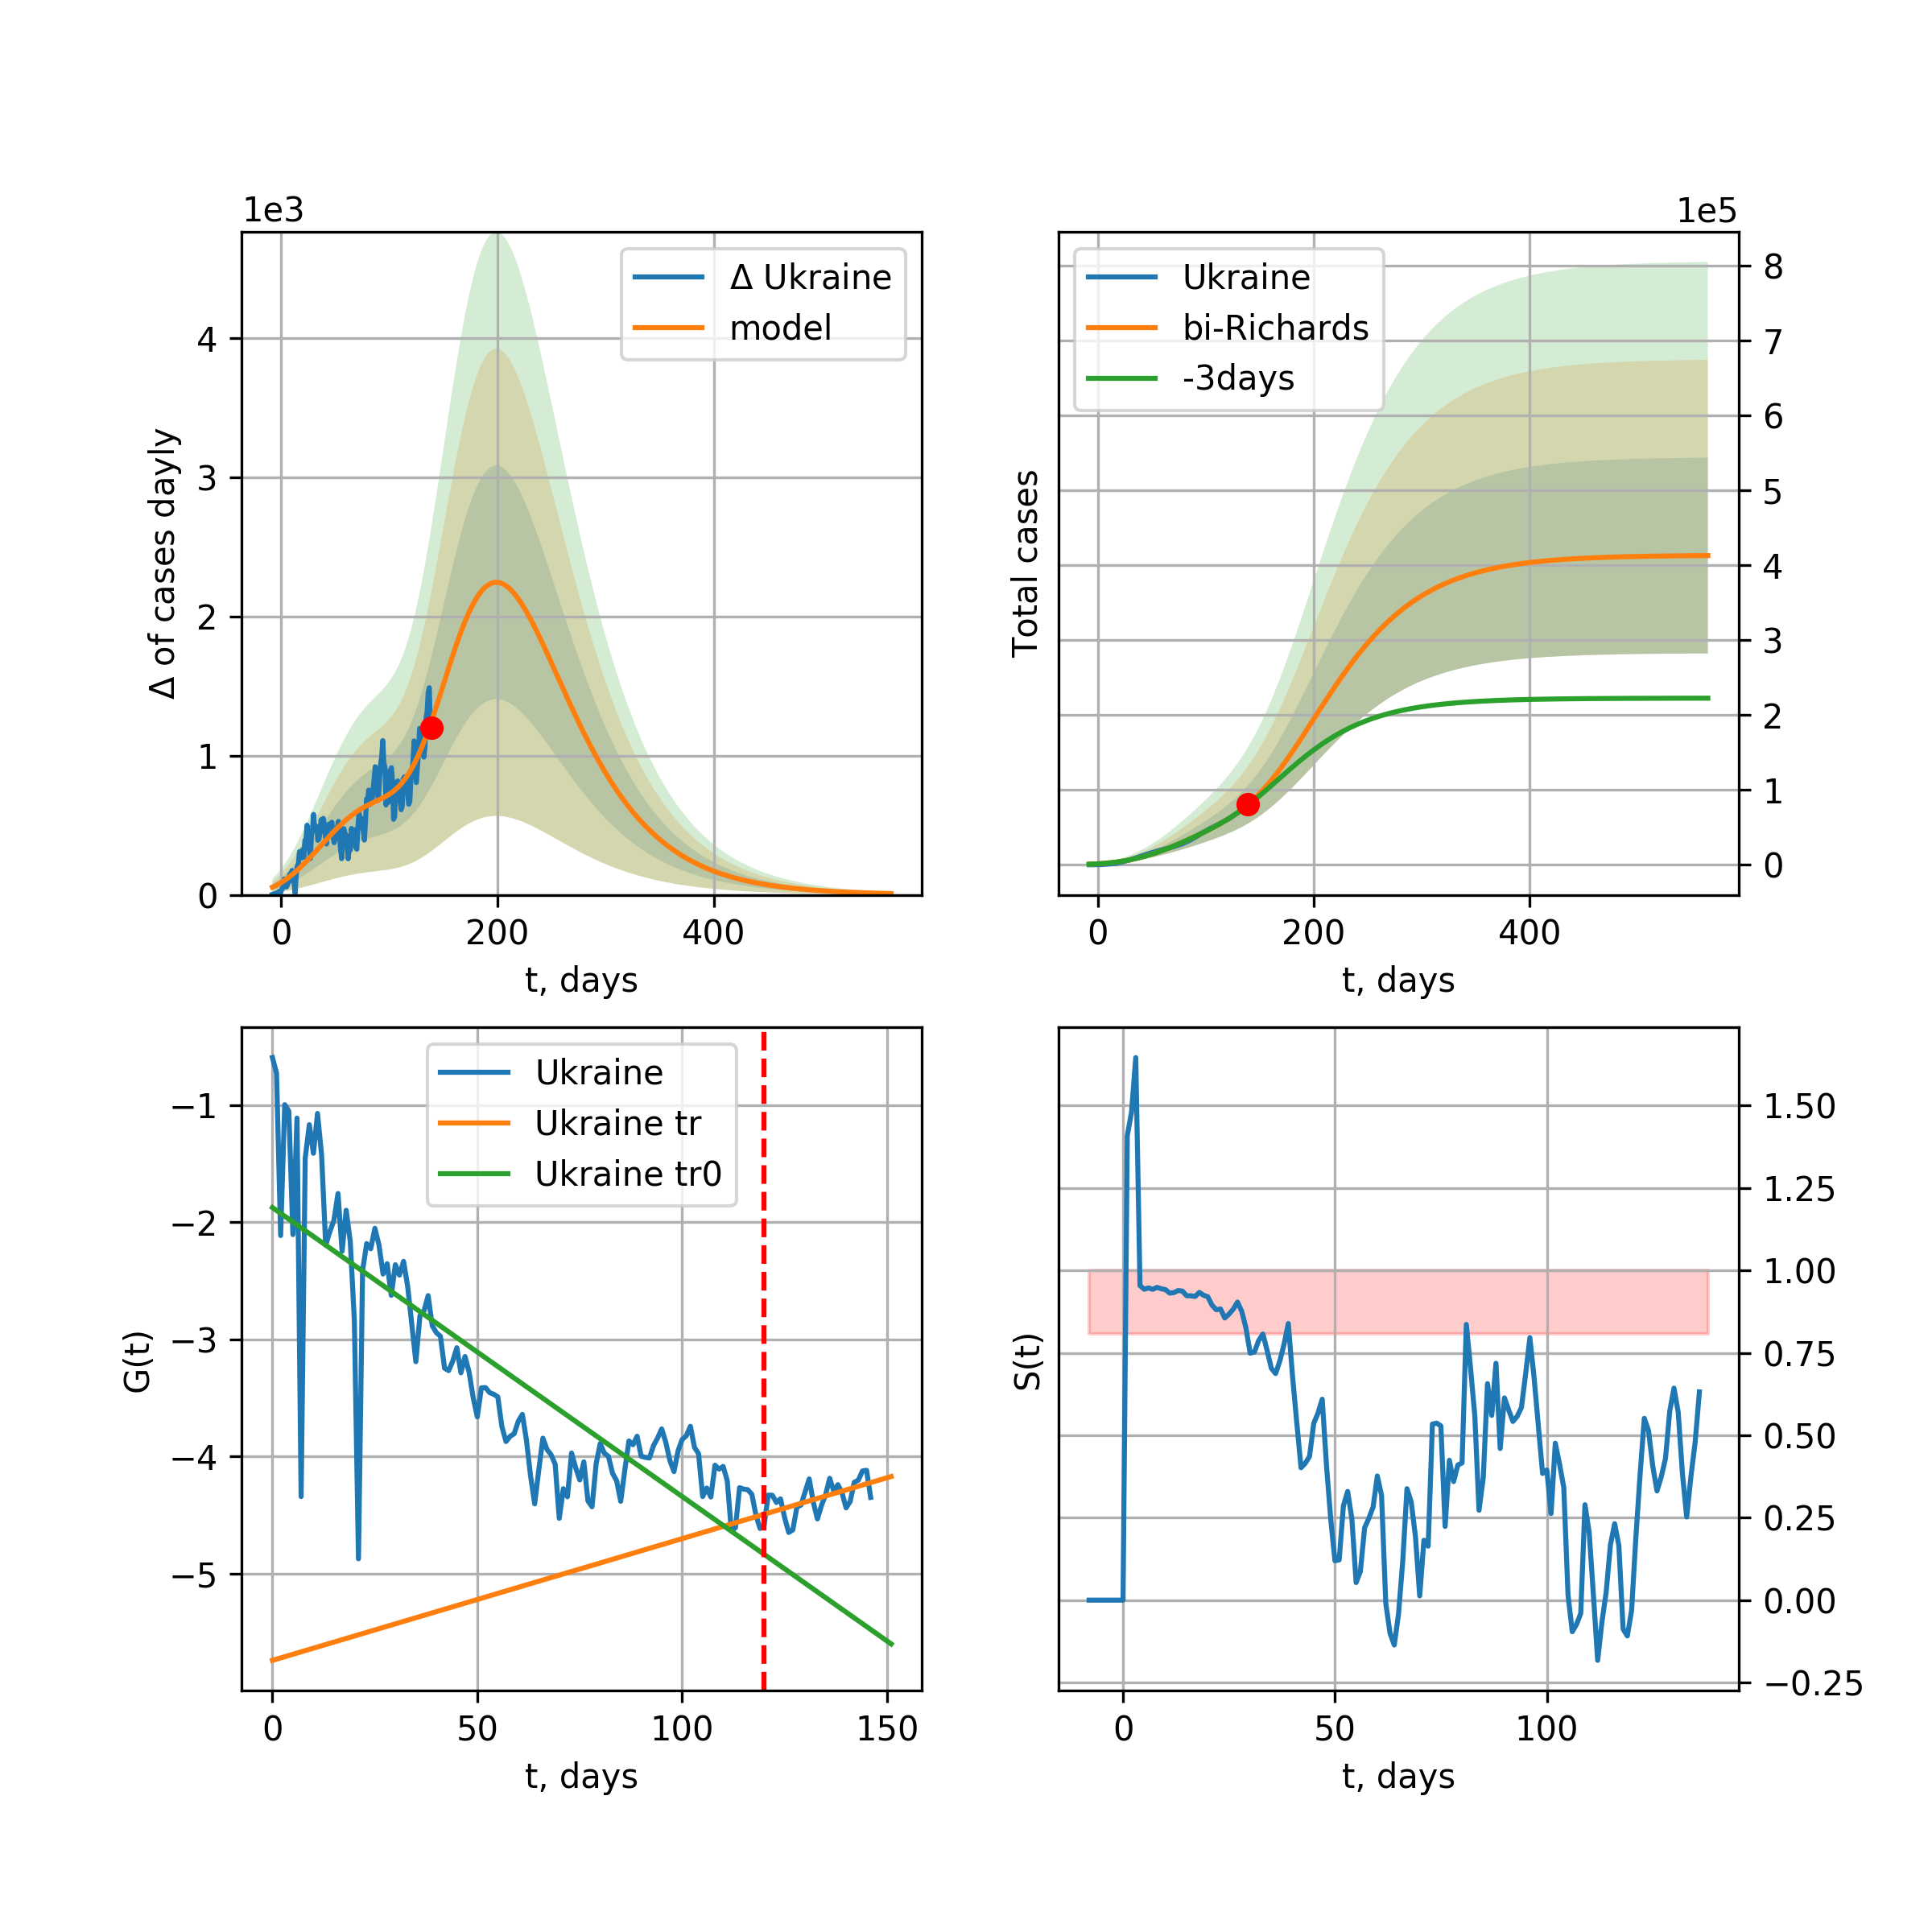 1e3
Δ of cases dayly
4
3
2
1
0
Δ Ukraine
model
0 200 400
t, days
1e5
Total cases
Ukraine
bi-Richards
-3days
8
7
6
5
4
3
2
1
0
0 200 400
t, days
G(t)
−1
−2
−3
−4
−5
Ukraine
Ukraine tr
Ukraine tr0
0 50 100 150
t, days
S(t)
1.50
1.25
1.00
0.75
0.50
0.25
0.00
−0.25
0 50 100
t, days